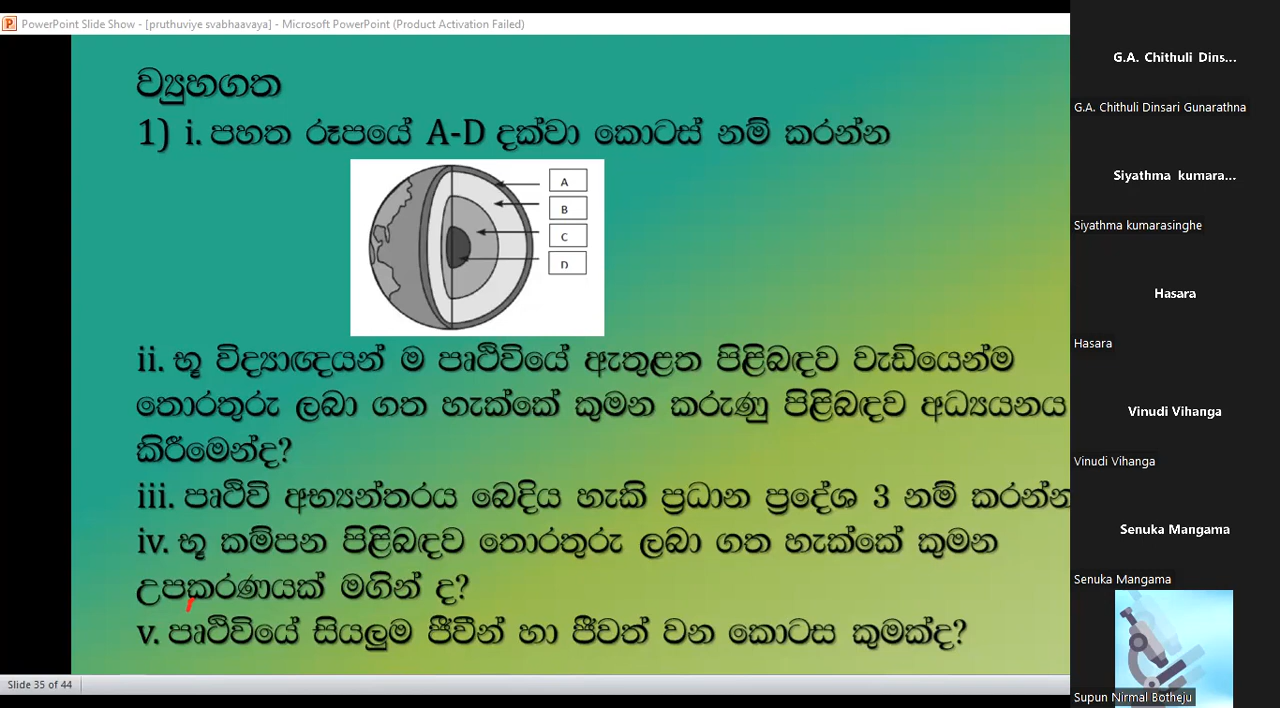 PowerPoint Slide Show - [pruthuviye svabhaavaya] - Microsoft PowerPoint (Product Activation Failed)
ව්‍යුහගත
1) i. පහත රූපයේ A-D දක්වා කොටස් නම් කරන්න
A
B
C
D
ii. භූ විද්‍යාඥයන් ම පෘථිවියේ ඇතුළත පිළිබඳව වැඩියෙන්ම
තොරතුරු ලබා ගත හැක්කේ කුමන කරුණු පිළිබඳව අධ්‍යයනය
කිරීමෙන්ද?
iii. පෘථිවි අභ්‍යන්තරය බෙදිය හැකි ප්‍රධාන ප්‍රදේශ 3 නම් කරන්න
iv. භූ කම්පන පිළිබඳව තොරතුරු ලබා ගත හැක්කේ කුමන
උපකරණයක් මගින් ද?
v. පෘථිවියේ සියලුම ජීවීන් හා ජීවත් වන කොටස කුමක්ද?
Slide 35 of 44
G.A. Chithuli Dins...
G.A. Chithuli Dinsari Gunarathna
Siyathma kumara...
Siyathma kumarasinghe
Hasara
Hasara
Vinudi Vihanga
Vinudi Vihanga
Senuka Mangama
Senuka Mangama
Supun Nirmal Botheju